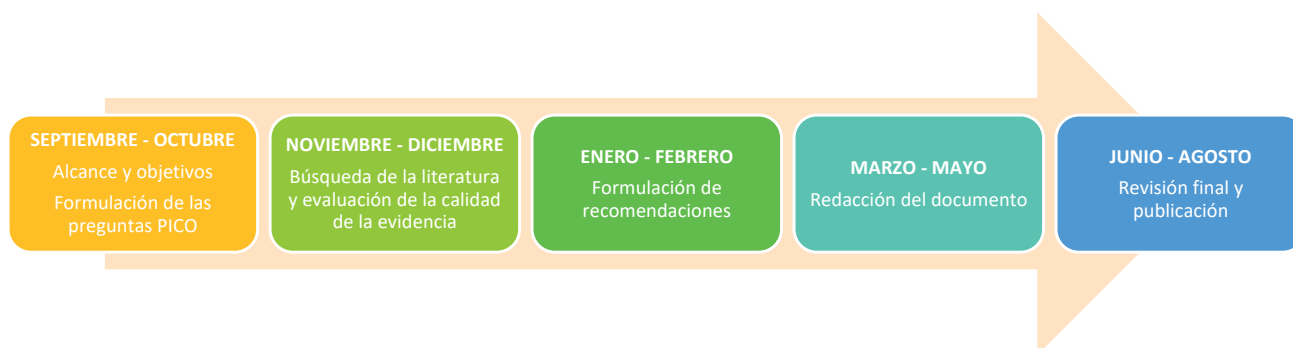 SEPTIEMBRE - OCTUBRE
Alcance y objetivos
Formulación de las
preguntas PICO
NOVIEMBRE - DICIEMBRE
Búsqueda de la literatura
y evaluación de la calidad
de la evidencia
ENERO - FEBRERO
Formulación de
recomendaciones
MARZO - MAYO
Redacción del documento
JUNIO - AGOSTO
Revisión final y
publicación